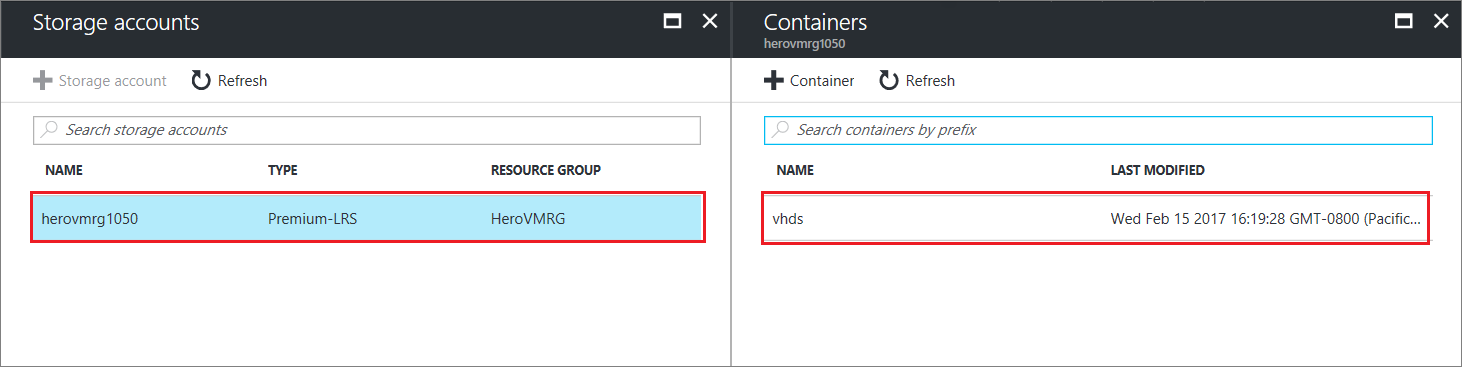 Storage accounts
Storage account Refresh
Search storage accounts
NAME TYPE RESOURCE GROUP
herovmrg1050 Premium-LRS HeroVMRG
Containers
herovmrg1050
Container Refresh
Search containers by prefix
NAME LAST MODIFIED
vhds Wed Feb 15 2017 16:19:28 GMT-0800 (Pacific...